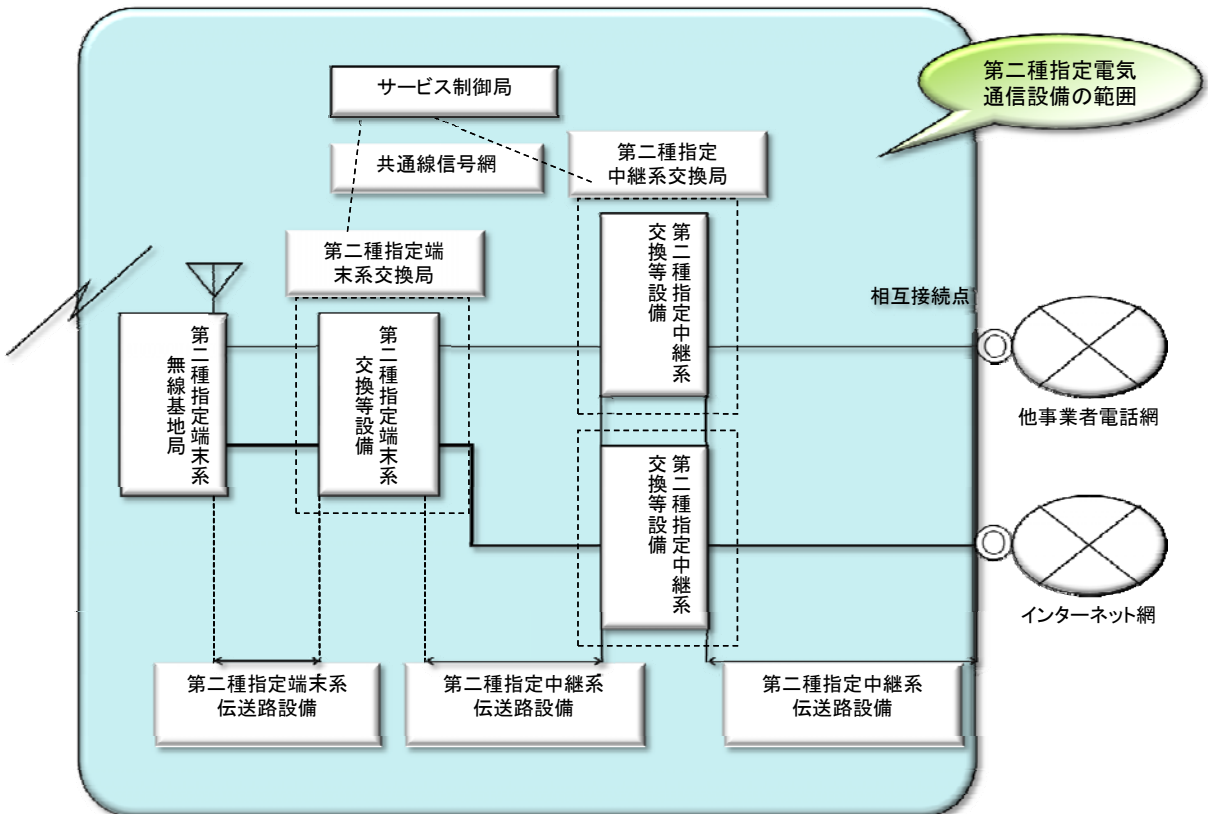 第二種指定電気
通信設備の範囲
サービス制御局
共通線信号網
第二種指定
中継系交換局
第二種指定端
末系交換局
相互接続点
第二種指定端末系
無線基地局
第二種指定端末系
交換等設備
第二種指定中継系
交換等設備
第二種指定中継系
交換等設備
他事業者電話網
インターネット網
第二種指定端末系
伝送路設備
第二種指定中継系
伝送路設備
第二種指定中継系
伝送路設備